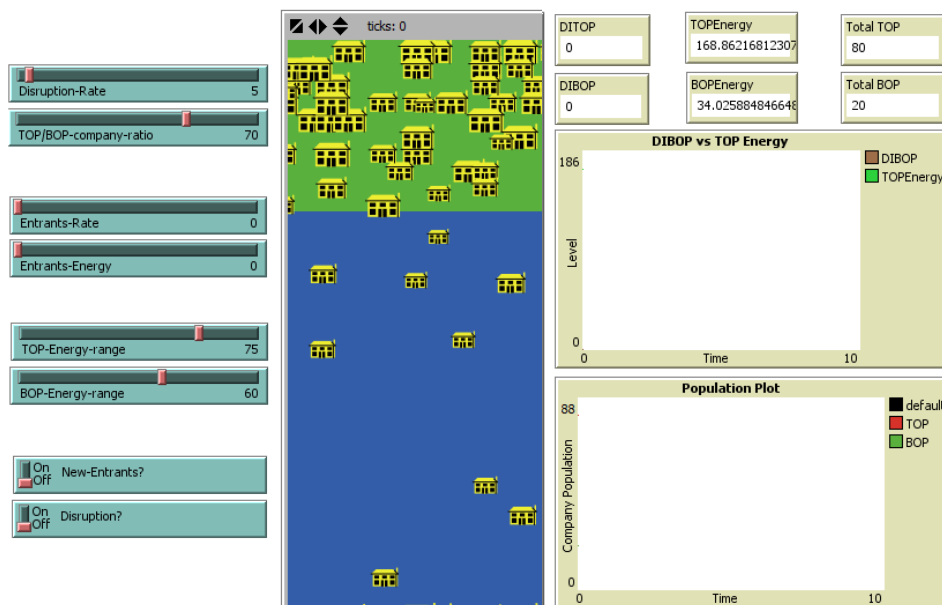 ticks: 0
Disruption-Rate 5
TOP/BOP-company-ratio 70
Entrants-Rate 0
Entrants-Energy 0
TOP-Energy-range 75
BOP-Energy-range 60
On
Off
New-Entrants?
On
Off
Disruption?
DITOP
0
TOPEnergy
168.86216812307
Total TOP
80
DIBOP
0
BOPEnergy
34.02588484664
Total BOP
20
DIBOP vs TOP Energy
186
Level
0
0
Time
10
DIBOP
TOPEnergy
Population Plot
88
Company Population
0
0
Time
10
default
TOP
BOP